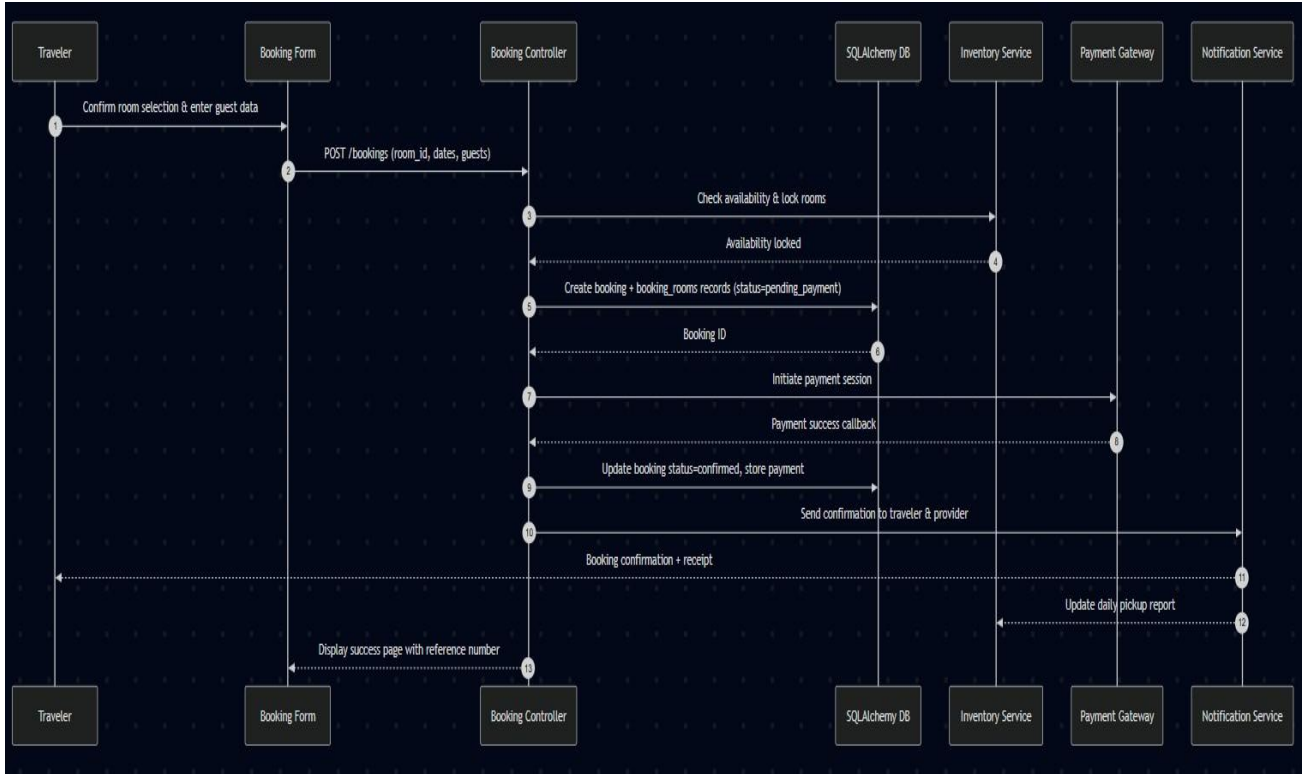 Traveler
Booking Form
Booking Controller
SQLAlchemy DB
Inventory Service
Payment Gateway
Notification Service
Confirm room selection & enter guest data
1
POST /bookings (room_id, dates, guests)
2
Check availability & lock rooms
3
Availability locked
4
Create booking + booking_rooms records (status=pending_payment)
5
Booking ID
6
Initiate payment session
7
Payment success callback
8
Update booking status=confirmed, store payment
9
Send confirmation to traveler & provider
10
Booking confirmation + receipt
11
Update daily pickup report
12
Display success page with reference number
13
Traveler
Booking Form
Booking Controller
SQLAlchemy DB
Inventory Service
Payment Gateway
Notification Service